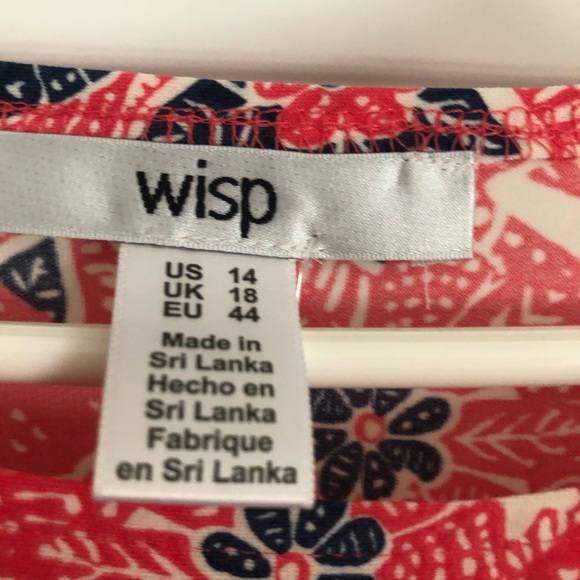 wisp
US 14
UK 18
EU 44
Made in
Sri Lanka
Hecho en
Sri Lanka
Fabrique
en Sri Lanka